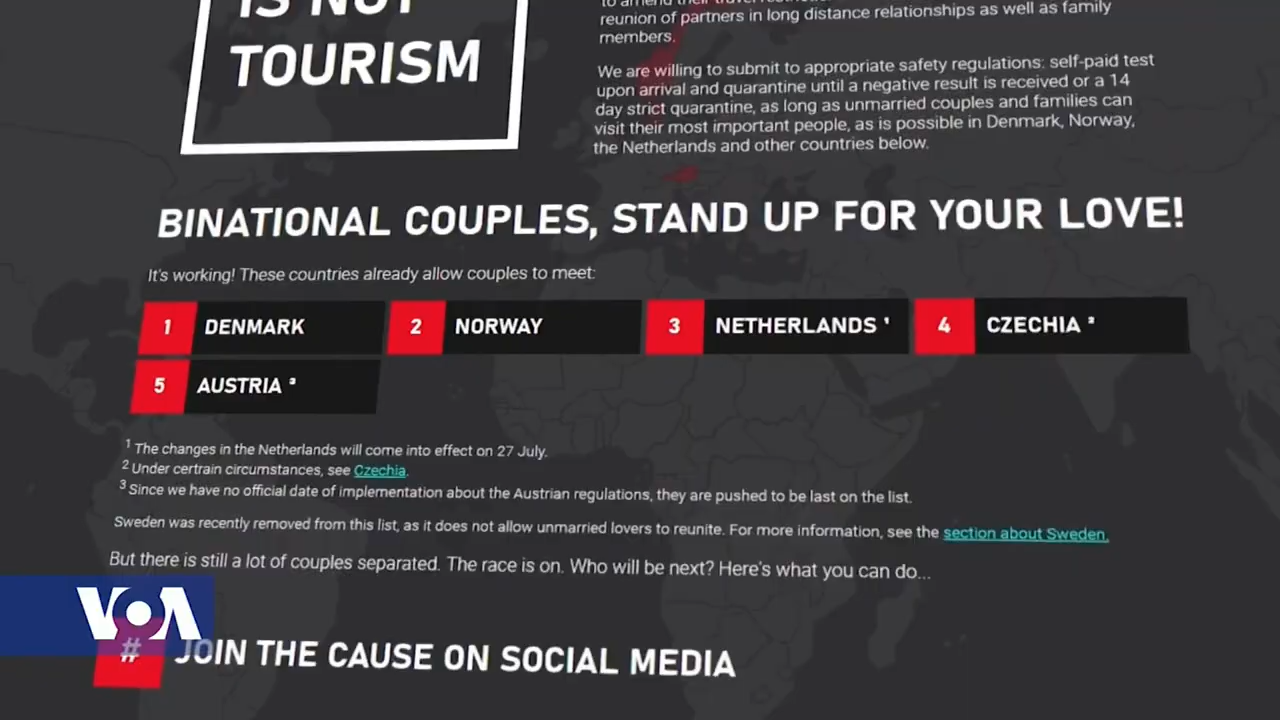 IS NOT
TOURISM
reunion of partners in long distance relationships as well as family
members.
We are willing to submit to appropriate safety regulations: self-paid test
upon arrival and quarantine until a negative result is received or a 14
day strict quarantine, as long as unmarried couples and families can
visit their most important people, as is possible in Denmark, Norway,
the Netherlands and other countries below.
BINATIONAL COUPLES, STAND UP FOR YOUR LOVE!
It's working! These countries already allow couples to meet:
1 DENMARK 2 NORWAY 3 NETHERLANDS ¹ 4 CZECHIA ²
5 AUSTRIA ³
¹ The changes in the Netherlands will come into effect on 27 July.
² Under certrain circumstances, see Czechia.
³ Since we have no official date of implementation about the Austrian regulations, they are pushed to be last on the list.
Sweden was recently removed from this list, as it does not allow unmarried lovers to reunite. For more information, see the section about Sweden.
But there is still a lot of couples separated. The race is on. Who will be next? Here's what you can do...
VOA
# JOIN THE CAUSE ON SOCIAL MEDIA